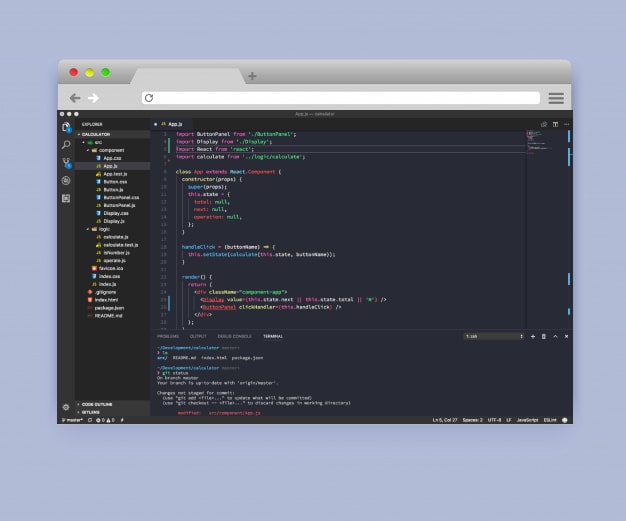 App.js — calculator
EXPLORER
CALCULATOR
src
component
App.css
App.js
App.test.js
Button.css
Button.js
ButtonPanel.css
ButtonPanel.js
Display.css
Display.js
logic
calculate.js
calculate.test.js
isNumber.js
operate.js
favicon.ico
index.css
index.js
.gitignore
index.html
package.json
README.md
CODE OUTLINE
GITLENS
App.js
import ButtonPanel from './ButtonPanel';
import Display from './Display';
import React from 'react';
import calculate from '../logic/calculate';
class App extends React.Component {
constructor(props) {
super(props);
this.state = {
total: null,
next: null,
operation: null,
};
}
handleClick = (buttonName) => {
this.setState(calculate(this.state, buttonName));
}
render() {
return (
<div className="component-app">
<Display value={this.state.next || this.state.total || '0'} />
<ButtonPanel clickHandler={this.handleClick} />
</div>
);
}
PROBLEMS OUTPUT DEBUG CONSOLE TERMINAL 1: zsh
~/Development/calculator master*
> ls
src/ README.md index.html package.json
~/Development/calculator master*
> git status
On branch master
Your branch is up-to-date with 'origin/master'.
Changes not staged for commit:
(use "git add <file>..." to update what will be committed)
(use "git checkout -- <file>..." to discard changes in working directory)
modified: src/component/App.js
master* 0 0 Ln 5, Col 27 Spaces: 2 UTF-8 LF JavaScript ESLint